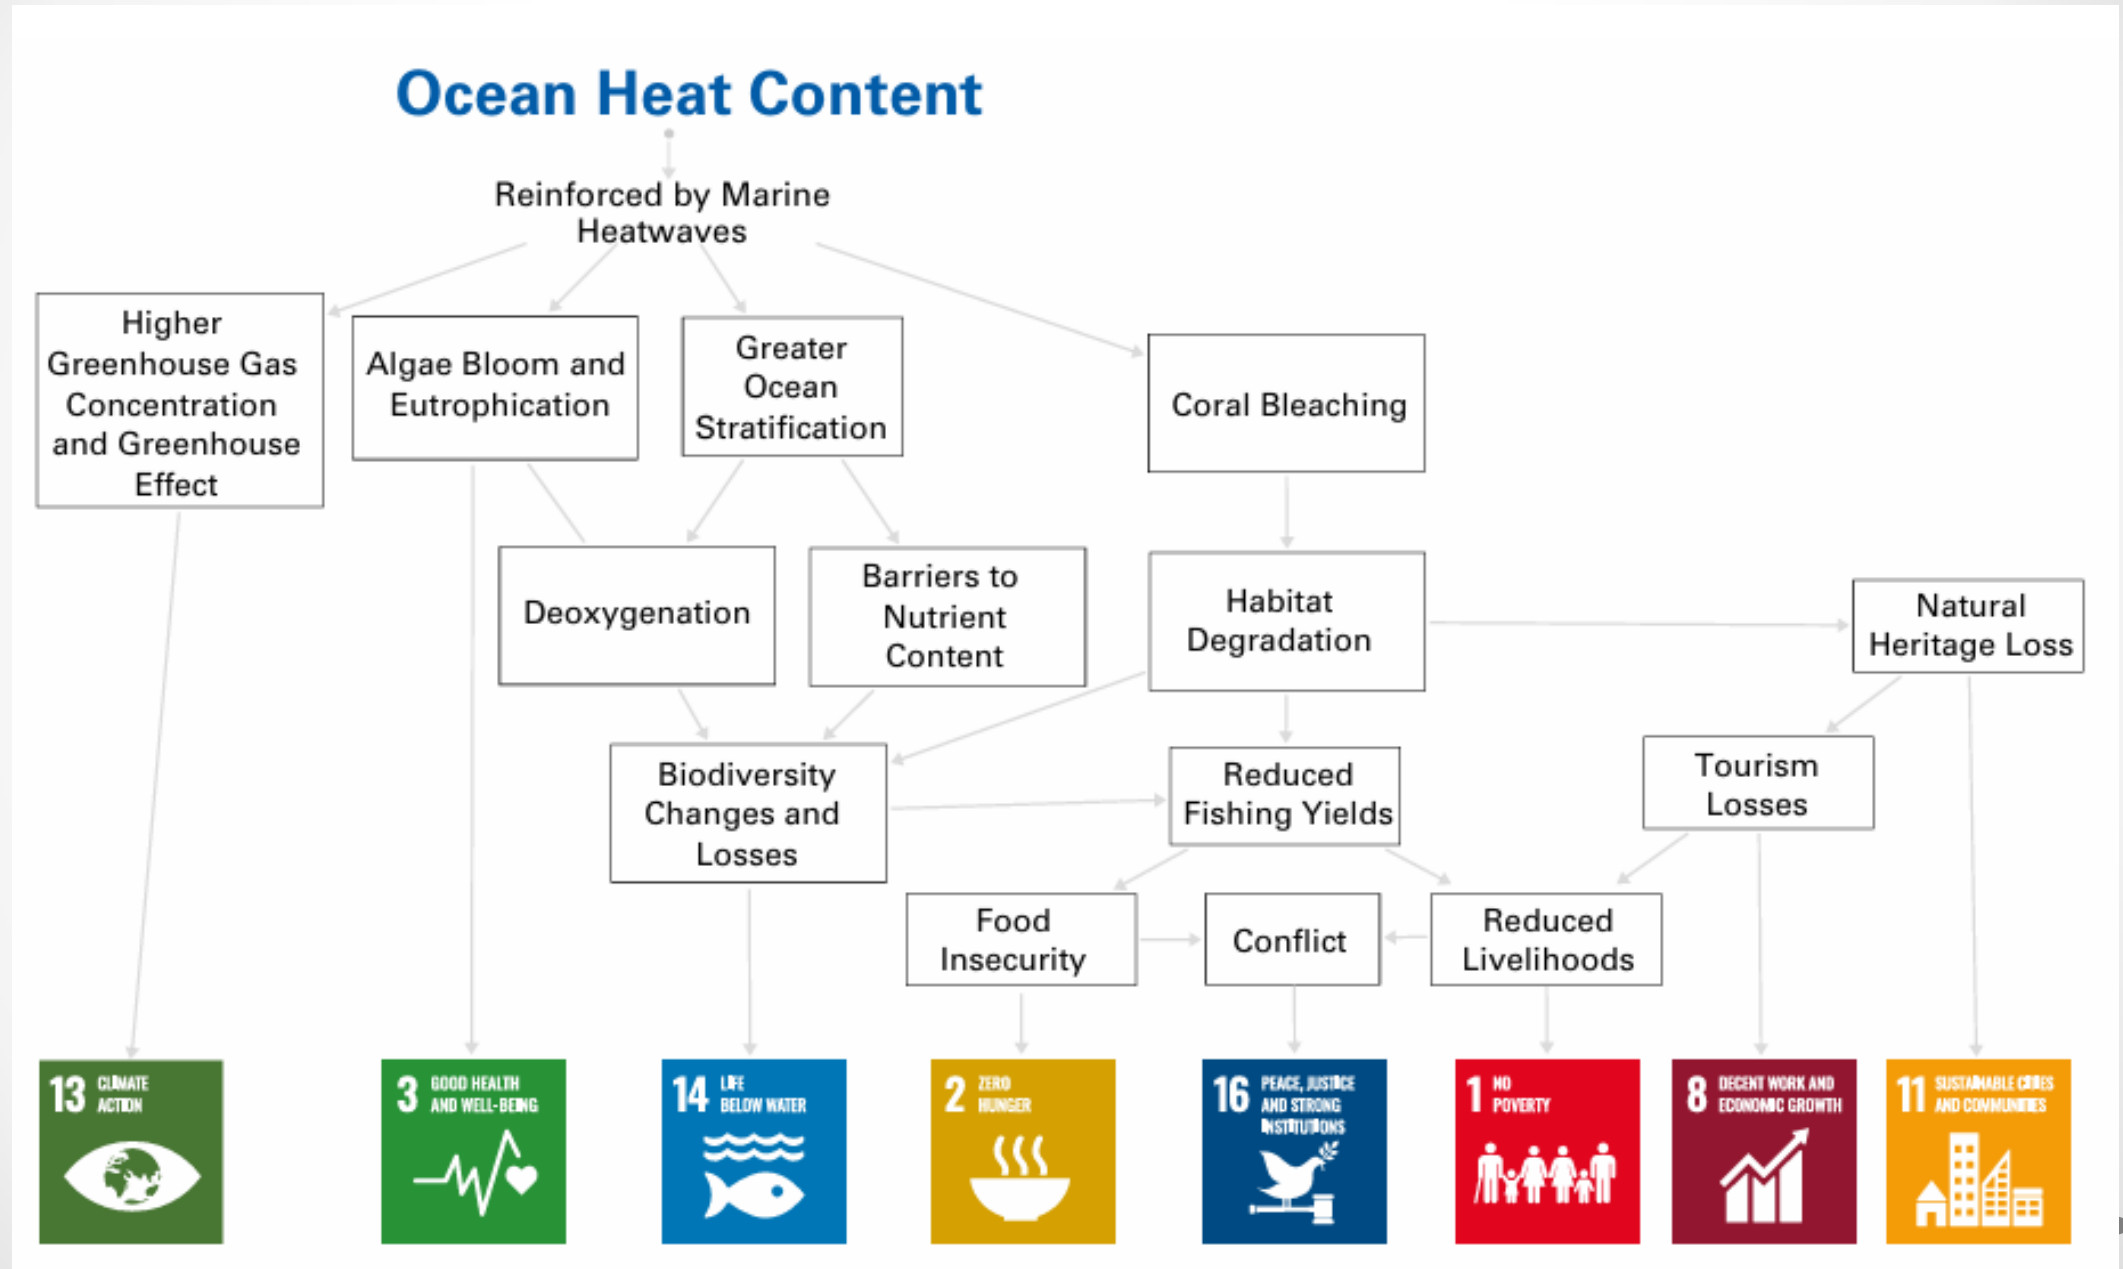 Ocean Heat Content
Reinforced by Marine
Heatwaves
Higher
Greenhouse Gas
Concentration
and Greenhouse
Effect
Algae Bloom and
Eutrophication
Greater
Ocean
Stratification
Coral Bleaching
Deoxygenation
Barriers to
Nutrient
Content
Habitat
Degradation
Natural
Heritage Loss
Biodiversity
Changes and
Losses
Reduced
Fishing Yields
Tourism
Losses
Food
Insecurity
Conflict
Reduced
Livelihoods
13 CLIMATE
ACTION
3 GOOD HEALTH
AND WELL-BEING
14 LIFE
BELOW WATER
2 ZERO
HUNGER
16 PEACE, JUSTICE
AND STRONG
INSTITUTIONS
1 NO
POVERTY
8 DECENT WORK AND
ECONOMIC GROWTH
11 SUSTAINABLE CITIES
AND COMMUNITIES